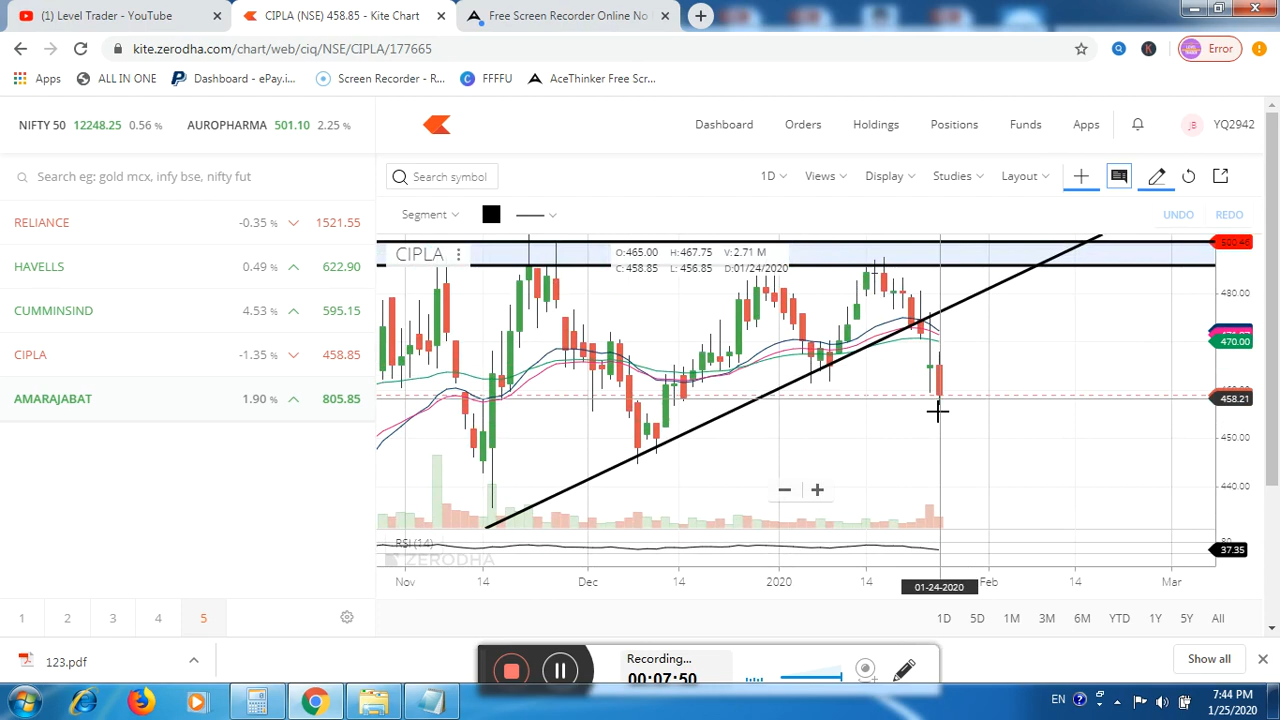 (1) Level Trader - YouTube
CIPLA (NSE) 458.85 - Kite Chart
Free Screen Recorder Online No
kite.zerodha.com/chart/web/ciq/NSE/CIPLA/177665
Error
Apps
ALL IN ONE
Dashboard - ePay.i...
Screen Recorder - R...
FFFFU
AceThinker Free Scr...
NIFTY 50 12248.25 0.56 %
AUROPHARMA 501.10 2.25 %
Dashboard
Orders
Holdings
Positions
Funds
Apps
JB
YQ2942
Search eg: gold mcx, infy bse, nifty fut
Search symbol
1D
Views
Display
Studies
Layout
RELIANCE -0.35 % 1521.55
HAVELLS 0.49 % 622.90
CUMMINSIND 4.53 % 595.15
CIPLA -1.35 % 458.85
AMARAJABAT 1.90 % 805.85
Segment
UNDO
REDO
CIPLA
O:465.00 H:467.75 V:2.71 M
C:458.85 L: 456.85 D:01/24/2020
500.46
480.00
470.00
458.21
450.00
440.00
RSI (14)
ZERODHA
37.35
Nov 14 Dec 14 2020 14 Feb 14 Mar
01-24-2020
1D 5D 1M 3M 6M YTD 1Y 5Y All
1 2 3 4 5
123.pdf
Recording...
00:07:50
Show all
EN
7:44 PM
1/25/2020